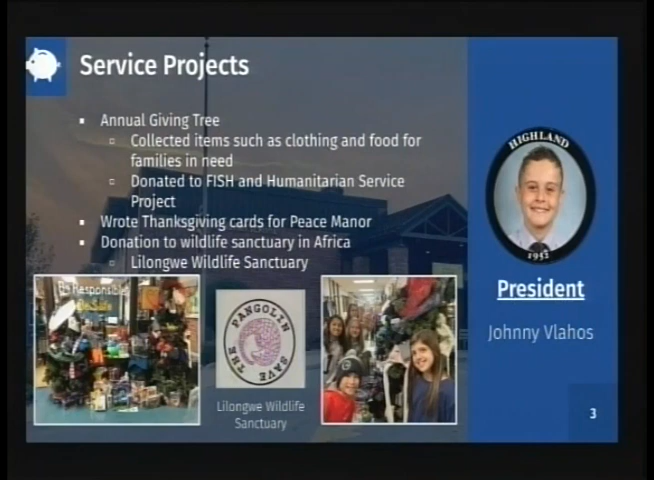 Service Projects
Annual Giving Tree
Collected items such as clothing and food for
families in need
Donated to FISH and Humanitarian Service
Project
Wrote Thanksgiving cards for Peace Manor
Donation to wildlife sanctuary in Africa
Lilongwe Wildlife Sanctuary
HIGHLAND
President
Johnny Vlahos
Responsible
SAVE THE PANGOLIN
Lilongwe Wildlife
Sanctuary
3